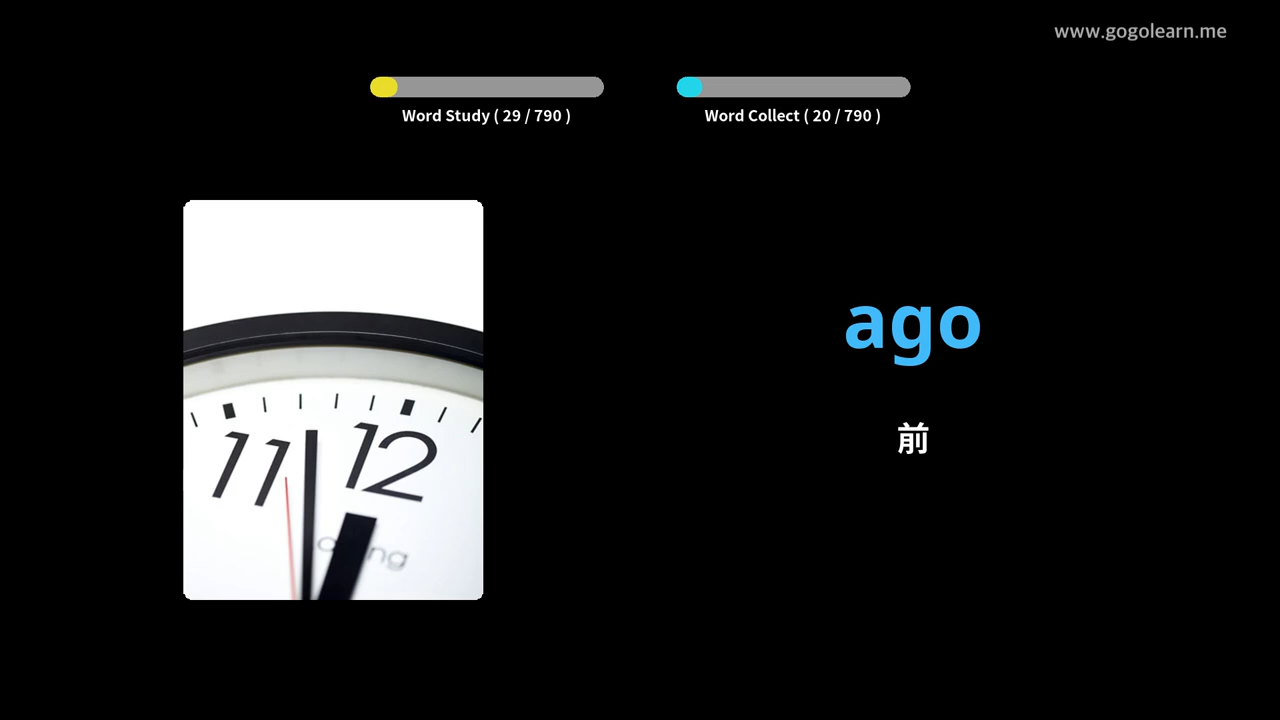 www.gogolearn.me
Word Study ( 29 / 790 )
Word Collect ( 20 / 790 )
11
12
ago
前